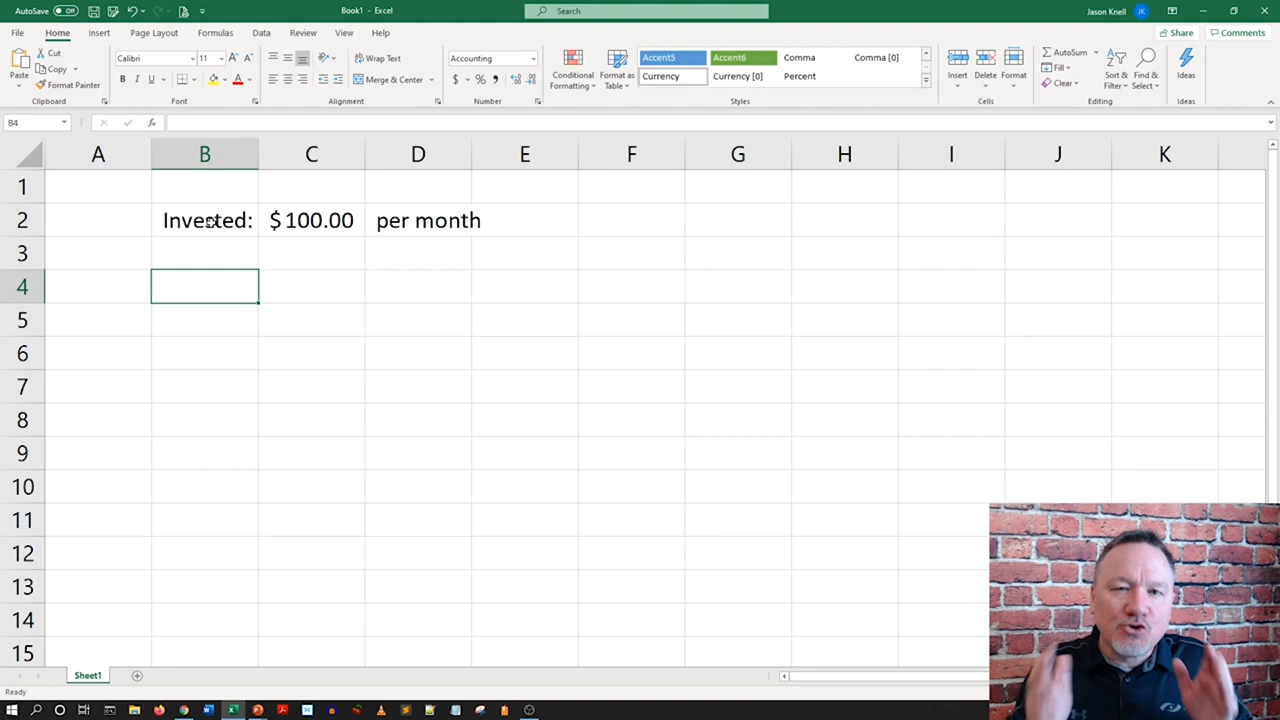 AutoSave Off Book1 - Excel Search Jason Knell JK
File Home Insert Page Layout Formulas Data Review View Help Share Comments
Cut Calibri 11 Wrap Text Accounting Accent5 Accent6 Comma Comma [0] AutoSum
Copy Fill
Paste Format Painter B I U Merge & Center $ % Conditional Formatting Format as Table Currency Currency [0] Percent Insert Delete Format Clear Sort & Filter Find & Select Ideas
Clipboard Font Alignment Number Styles Cells Editing Ideas
B4 fx
A B C D E F G H I J K
1
2 Invested: $ 100.00 per month
3
4
5
6
7
8
9
10
11
12
13
14
15
Sheet1
Ready